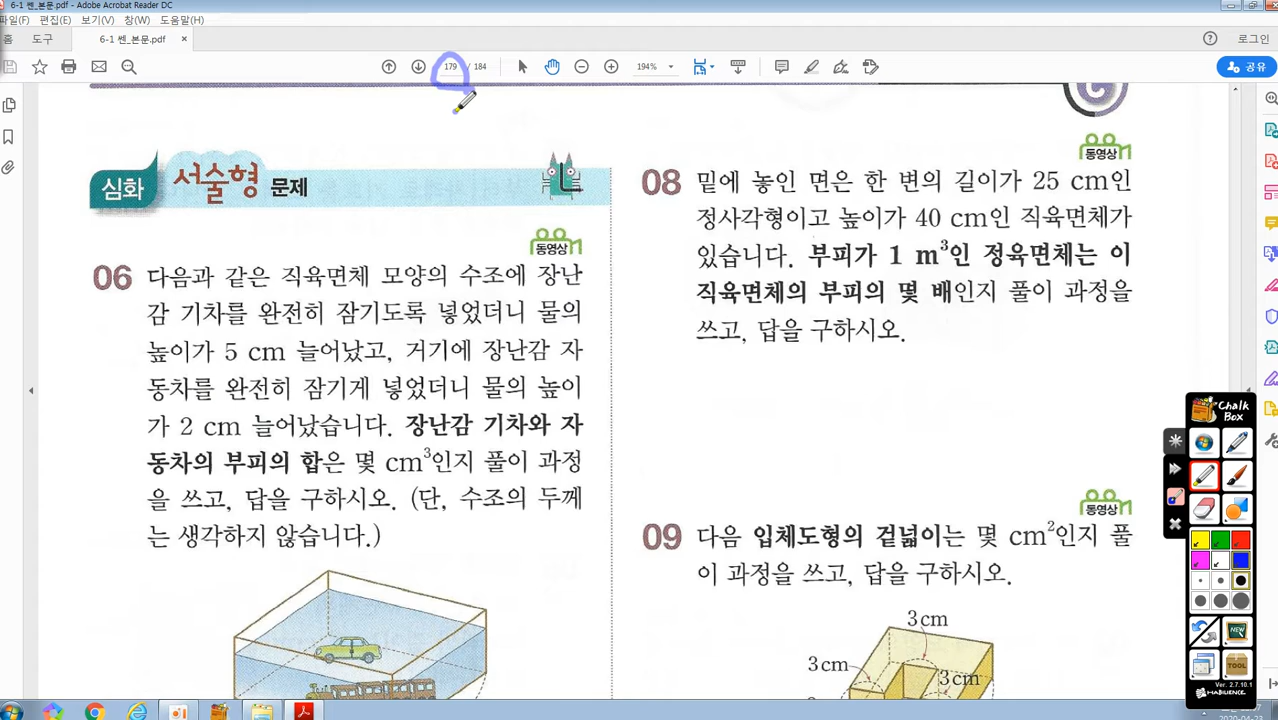 6-1 쎈_본문.pdf - Adobe Acrobat Reader DC
파일(F) 편집(E) 보기(V) 창(W) 도움말(H)
홈 도구 6-1 쎈_본문.pdf × 로그인
179 / 184 194% 공유
심화 서술형 문제
동영상
06 다음과 같은 직육면체 모양의 수조에 장난
감 기차를 완전히 잠기도록 넣었더니 물의
높이가 5 cm 늘어났고, 거기에 장난감 자
동차를 완전히 잠기게 넣었더니 물의 높이
가 2 cm 늘어났습니다. 장난감 기차와 자
동차의 부피의 합은 몇 cm³인지 풀이 과정
을 쓰고, 답을 구하시오. (단, 수조의 두께
는 생각하지 않습니다.)
동영상
08 밑에 놓인 면은 한 변의 길이가 25 cm인
정사각형이고 높이가 40 cm인 직육면체가
있습니다. 부피가 1 m³인 정육면체는 이
직육면체의 부피의 몇 배인지 풀이 과정을
쓰고, 답을 구하시오.
동영상
09 다음 입체도형의 겉넓이는 몇 cm²인지 풀
이 과정을 쓰고, 답을 구하시오.
3cm
3cm
3cm
Chalk
Box
NEW
TOOL
Ver. 2.7.10.1
HABILIENCE